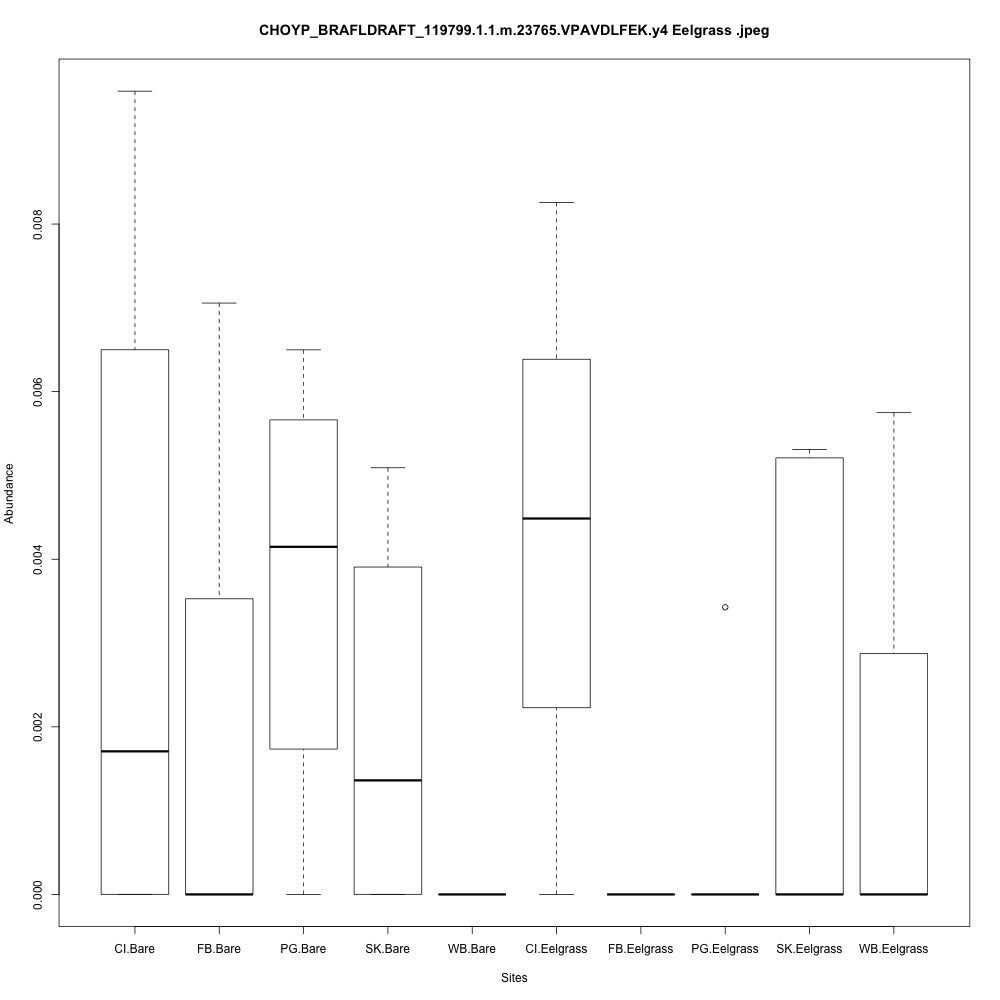 CHOYP_BRAFLDRAFT_119799.1.1.m.23765.VPAVDLFEK.y4 Eelgrass .jpeg
Abundance
0.008
0.006
0.004
0.002
0.000
CI.Bare FB.Bare PG.Bare SK.Bare WB.Bare CI.Eelgrass FB.Eelgrass PG.Eelgrass SK.Eelgrass WB.Eelgrass
Sites